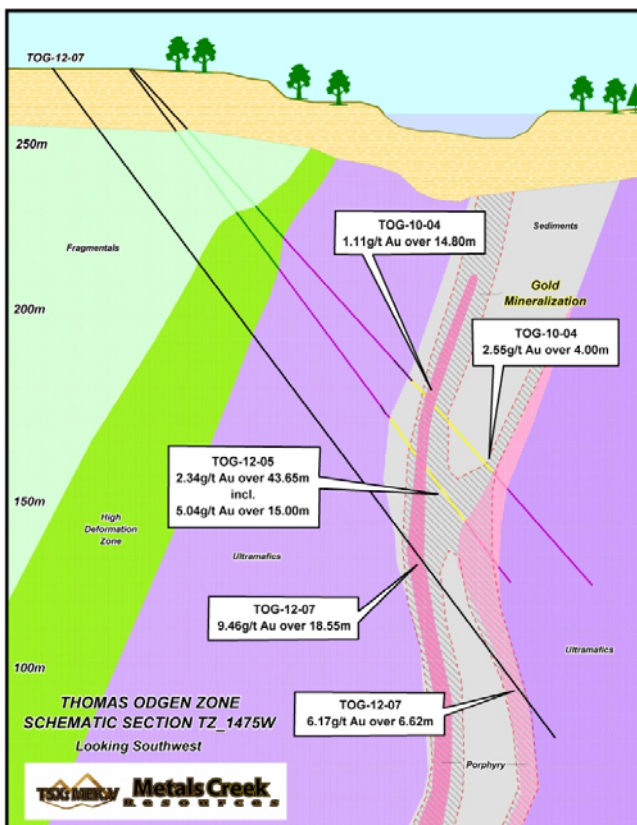 TOG-12-07
250m
TOG-10-04
1.11g/t Au over 14.80m
Sediments
Fragmentals
Gold
Mineralization
200m
TOG-10-04
2.55g/t Au over 4.00m
TOG-12-05
2.34g/t Au over 43.65m
incl.
5.04g/t Au over 15.00m
150m
High
Deformation
Zone
Ultramafics
TOG-12-07
9.46g/t Au over 18.55m
Ultramafics
100m
TOG-12-07
6.17g/t Au over 6.62m
THOMAS ODGEN ZONE
SCHEMATIC SECTION TZ_1475W
Looking Southwest
Porphyry
TSX: MEK.V
Metals Creek
Resources